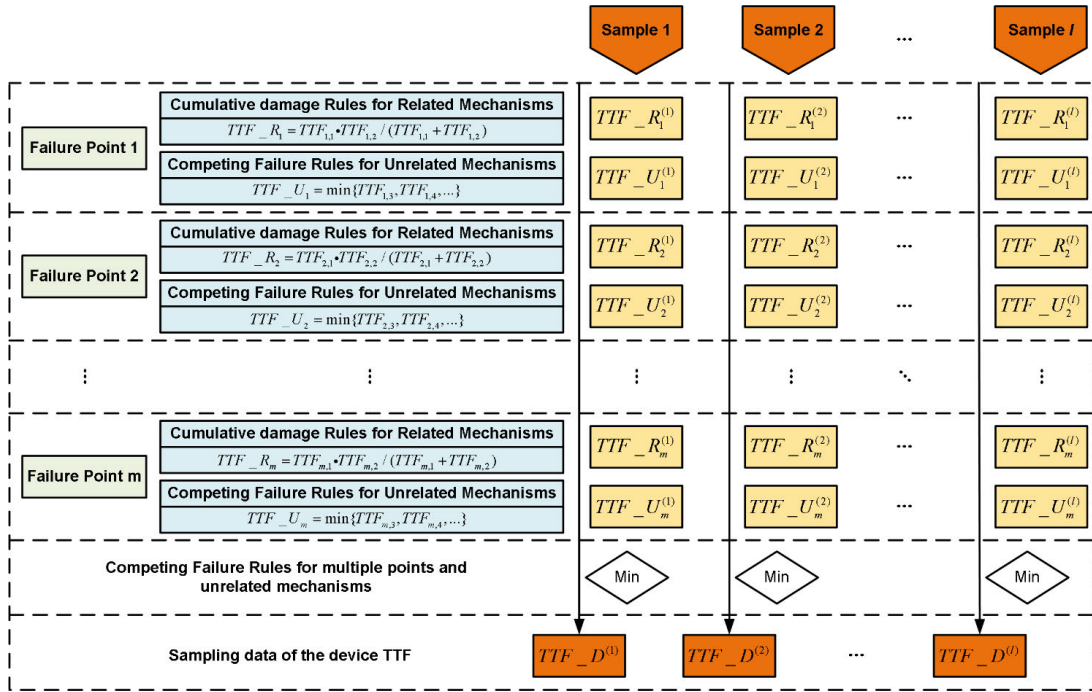 Sample 1 Sample 2 ... Sample l
Failure Point 1
Cumulative damage Rules for Related Mechanisms
TTF_R₁ = TTF₁,₁•TTF₁,₂ / (TTF₁,₁ + TTF₁,₂)
TTF_R₁⁽¹⁾ TTF_R₁⁽²⁾ ... TTF_R₁⁽ˡ⁾
Competing Failure Rules for Unrelated Mechanisms
TTF_U₁ = min{TTF₁,₃, TTF₁,₄, ...}
TTF_U₁⁽¹⁾ TTF_U₁⁽²⁾ ... TTF_U₁⁽ˡ⁾
Failure Point 2
Cumulative damage Rules for Related Mechanisms
TTF_R₂ = TTF₂,₁•TTF₂,₂ / (TTF₂,₁ + TTF₂,₂)
TTF_R₂⁽¹⁾ TTF_R₂⁽²⁾ ... TTF_R₂⁽ˡ⁾
Competing Failure Rules for Unrelated Mechanisms
TTF_U₂ = min{TTF₂,₃, TTF₂,₄, ...}
TTF_U₂⁽¹⁾ TTF_U₂⁽²⁾ ... TTF_U₂⁽ˡ⁾
⋮ ⋮ ⋮ ⋮ ⋱ ⋮
Failure Point m
Cumulative damage Rules for Related Mechanisms
TTF_Rₘ = TTFₘ,₁•TTFₘ,₂ / (TTFₘ,₁ + TTFₘ,₂)
TTF_Rₘ⁽¹⁾ TTF_Rₘ⁽²⁾ ... TTF_Rₘ⁽ˡ⁾
Competing Failure Rules for Unrelated Mechanisms
TTF_Uₘ = min{TTFₘ,₃, TTFₘ,₄, ...}
TTF_Uₘ⁽¹⁾ TTF_Uₘ⁽²⁾ ... TTF_Uₘ⁽ˡ⁾
Competing Failure Rules for multiple points and
unrelated mechanisms
Min Min Min
Sampling data of the device TTF
TTF_D⁽¹⁾ TTF_D⁽²⁾ ... TTF_D⁽ˡ⁾